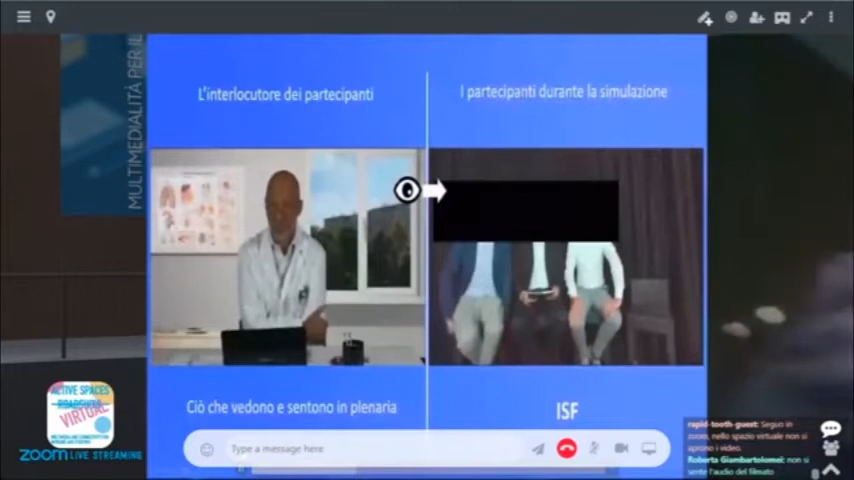 MULTIMEDIALITÀ PER IL
L'interlocutore dei partecipanti
I partecipanti durante la simulazione
Ciò che vedono e sentono in plenaria
ISF
ACTIVE SPACES
ROADSHOW
VIRTUAL
zoom LIVE STREAMING
Type a message here
rapid-tooth-guest: Seguo in
zoom, nello spazio virtuale non si
aprono i video.
Roberta Giambartolomei: non si
sente l'audio del filmato